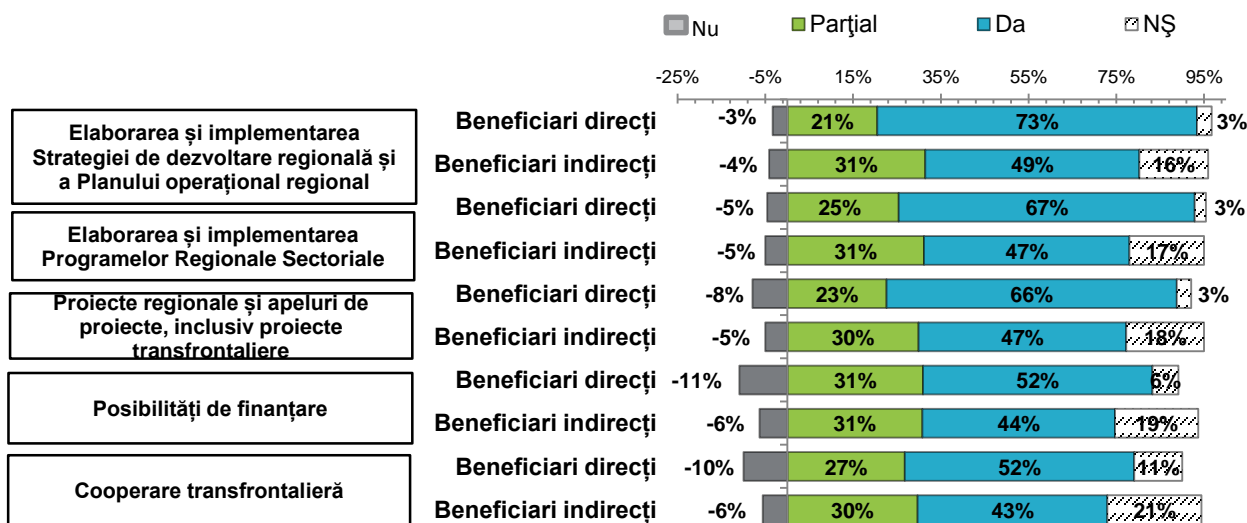 Nu Parţial Da NŞ
-25% -5% 15% 35% 55% 75% 95%
Elaborarea și implementarea
Strategiei de dezvoltare regională și
a Planului operațional regional
Beneficiari direcți -3% 21% 73% 3%
Beneficiari indirecți -4% 31% 49% 16%
Elaborarea și implementarea
Programelor Regionale Sectoriale
Beneficiari direcți -5% 25% 67% 3%
Beneficiari indirecți -5% 31% 47% 17%
Proiecte regionale și apeluri de
proiecte, inclusiv proiecte
transfrontaliere
Beneficiari direcți -8% 23% 66% 3%
Beneficiari indirecți -5% 30% 47% 18%
Posibilități de finanțare
Beneficiari direcți -11% 31% 52% 6%
Beneficiari indirecți -6% 31% 44% 19%
Cooperare transfrontalieră
Beneficiari direcți -10% 27% 52% 11%
Beneficiari indirecți -6% 30% 43% 21%